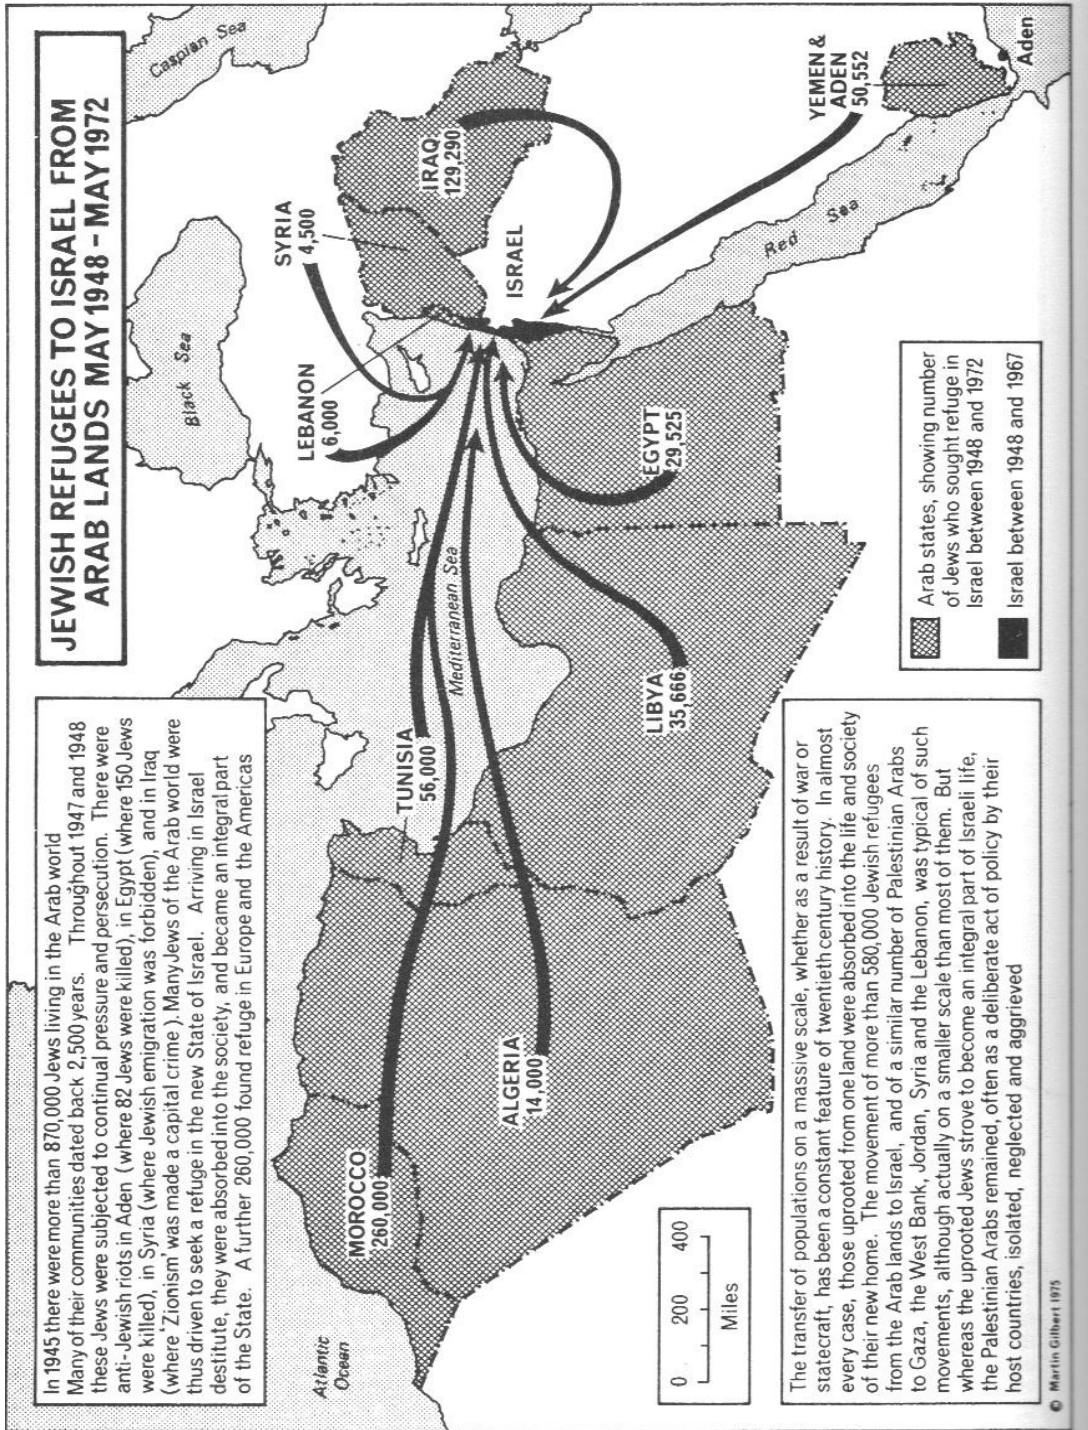 JEWISH REFUGEES TO ISRAEL FROM
ARAB LANDS MAY 1948 – MAY 1972
In 1945 there were more than 870,000 Jews living in the Arab world
Many of their communities dated back 2,500 years. Throughout 1947 and 1948
these Jews were subjected to continual pressure and persecution. There were
anti-Jewish riots in Aden (where 82 Jews were killed), in Egypt (where 150 Jews
were killed), in Syria (where Jewish emigration was forbidden), and in Iraq
(where 'Zionism' was made a capital crime). Many Jews of the Arab world were
thus driven to seek a refuge in the new State of Israel. Arriving in Israel
destitute, they were absorbed into the society, and became an integral part
of the State. A further 260,000 found refuge in Europe and the Americas
Caspian Sea
Black Sea
SYRIA
4,500
LEBANON
6,000
IRAQ
129,290
ISRAEL
YEMEN &
ADEN
50,552
Aden
Red Sea
Mediterranean Sea
TUNISIA
56,000
MOROCCO
260,000
ALGERIA
14,000
LIBYA
35,666
EGYPT
29,525
Atlantic
Ocean
0 200 400
Miles
The transfer of populations on a massive scale, whether as a result of war or
statecraft, has been a constant feature of twentieth century history. In almost
every case, those uprooted from one land were absorbed into the life and society
of their new home. The movement of more than 580,000 Jewish refugees
from the Arab lands to Israel, and of a similar number of Palestinian Arabs
to Gaza, the West Bank, Jordan, Syria and the Lebanon, was typical of such
movements, although actually on a smaller scale than most of them. But
whereas the uprooted Jews strove to become an integral part of Israeli life,
the Palestinian Arabs remained, often as a deliberate act of policy by their
host countries, isolated, neglected and aggrieved
Arab states, showing number
of Jews who sought refuge in
Israel between 1948 and 1972
Israel between 1948 and 1967
© Martin Gilbert 1975